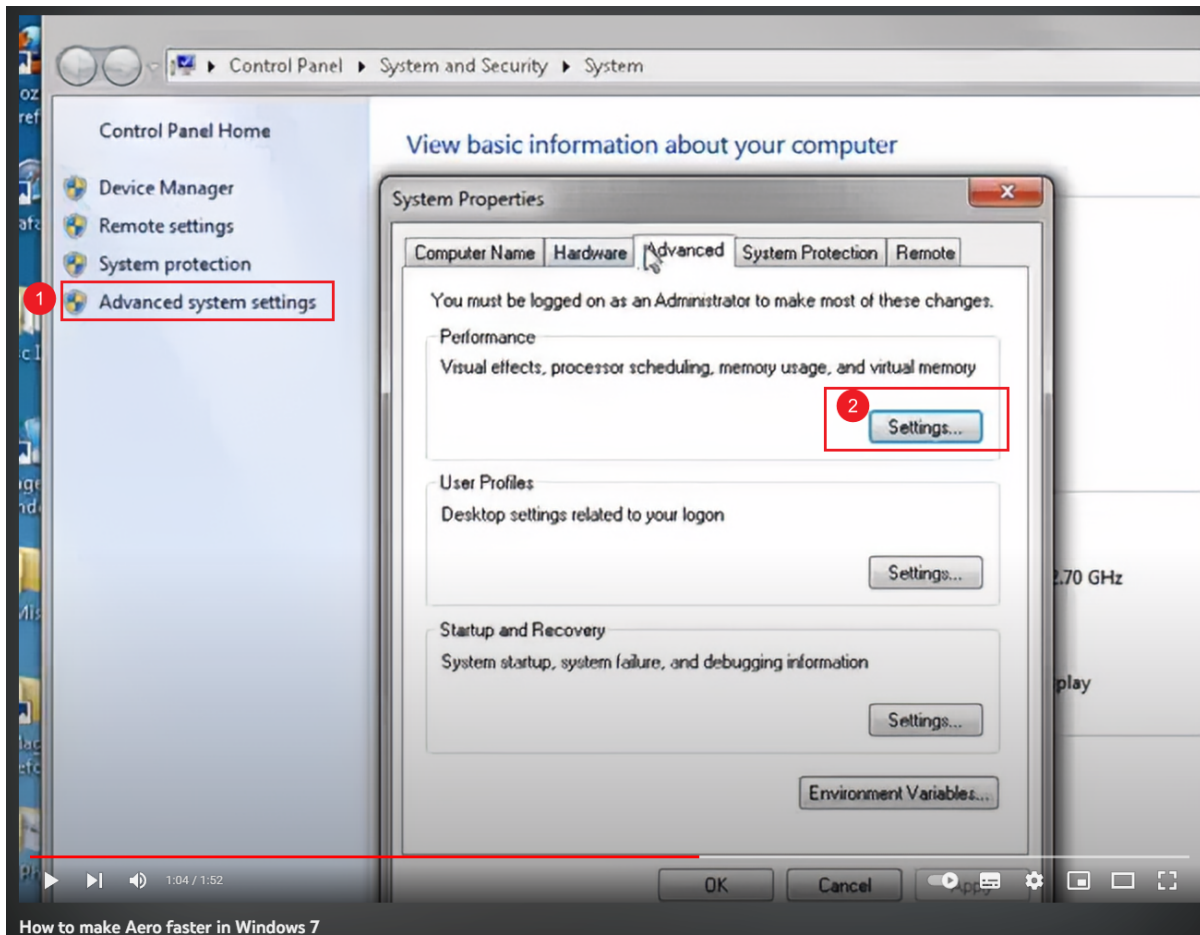 Control Panel
System and Security
System
Control Panel Home
View basic information about your computer
Device Manager
Remote settings
System protection
1
Advanced system settings
System Properties
Computer Name
Hardware
Advanced
System Protection
Remote
You must be logged on as an Administrator to make most of these changes.
Performance
Visual effects, processor scheduling, memory usage, and virtual memory
2
Settings...
User Profiles
Desktop settings related to your logon
Settings...
2.70 GHz
Startup and Recovery
System startup, system failure, and debugging information
play
Settings...
Environment Variables...
OK
Cancel
Apply
1:04 / 1:52
How to make Aero faster in Windows 7